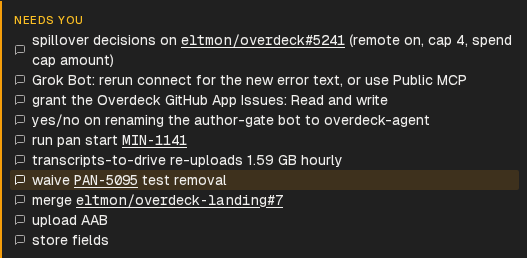 NEEDS YOU
spillover decisions on eltmon/overdeck#5241 (remote on, cap 4, spend
cap amount)
Grok Bot: rerun connect for the new error text, or use Public MCP
grant the Overdeck GitHub App Issues: Read and write
yes/no on renaming the author-gate bot to overdeck-agent
run pan start MIN-1141
transcripts-to-drive re-uploads 1.59 GB hourly
waive PAN-5095 test removal
merge eltmon/overdeck-landing#7
upload AAB
store fields